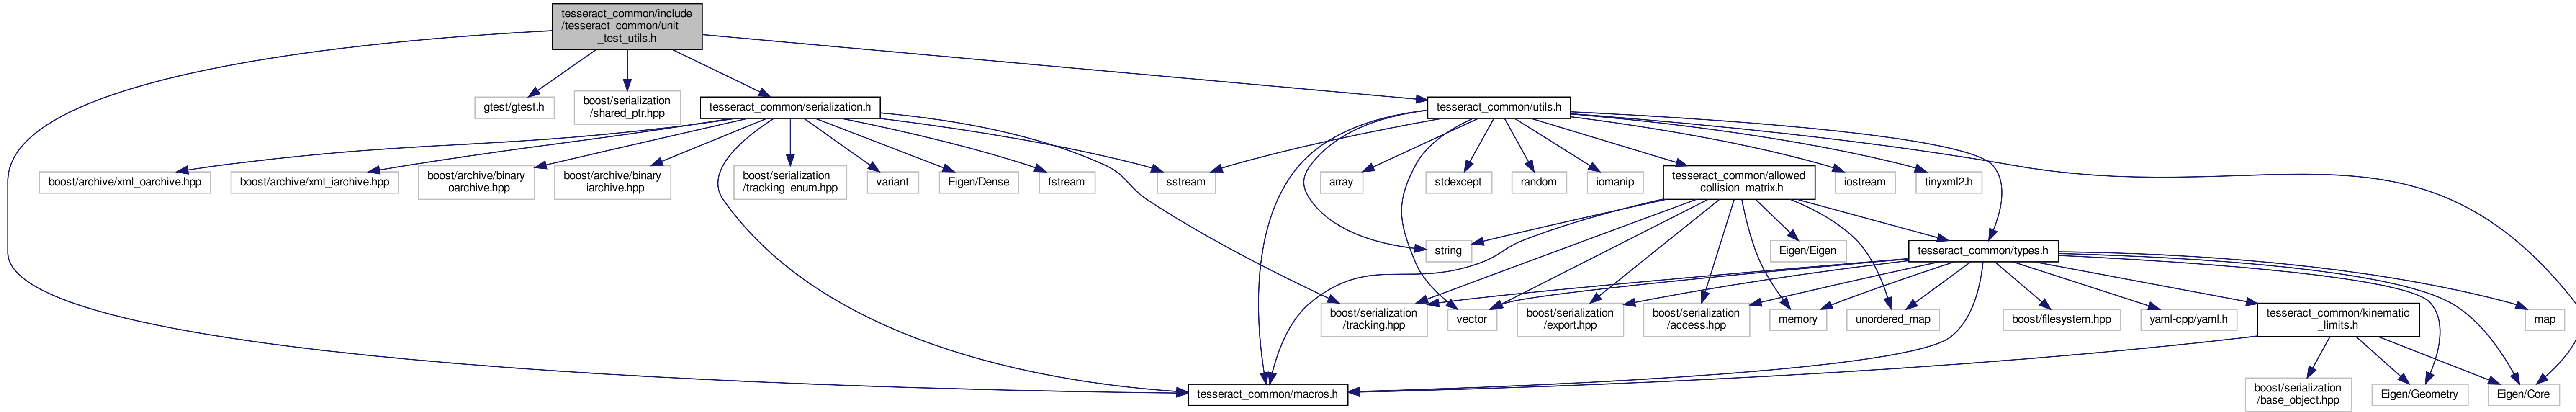 tesseract_common/include
/tesseract_common/unit
_test_utils.h
gtest/gtest.h
boost/serialization
/shared_ptr.hpp
tesseract_common/serialization.h
tesseract_common/utils.h
boost/archive/xml_oarchive.hpp
boost/archive/xml_iarchive.hpp
boost/archive/binary
_oarchive.hpp
boost/archive/binary
_iarchive.hpp
boost/serialization
/tracking_enum.hpp
variant
Eigen/Dense
fstream
sstream
array
stdexcept
random
iomanip
tesseract_common/allowed
_collision_matrix.h
iostream
tinyxml2.h
string
Eigen/Eigen
tesseract_common/types.h
boost/serialization
/tracking.hpp
vector
boost/serialization
/export.hpp
boost/serialization
/access.hpp
memory
unordered_map
boost/filesystem.hpp
yaml-cpp/yaml.h
tesseract_common/kinematic
_limits.h
map
tesseract_common/macros.h
boost/serialization
/base_object.hpp
Eigen/Geometry
Eigen/Core